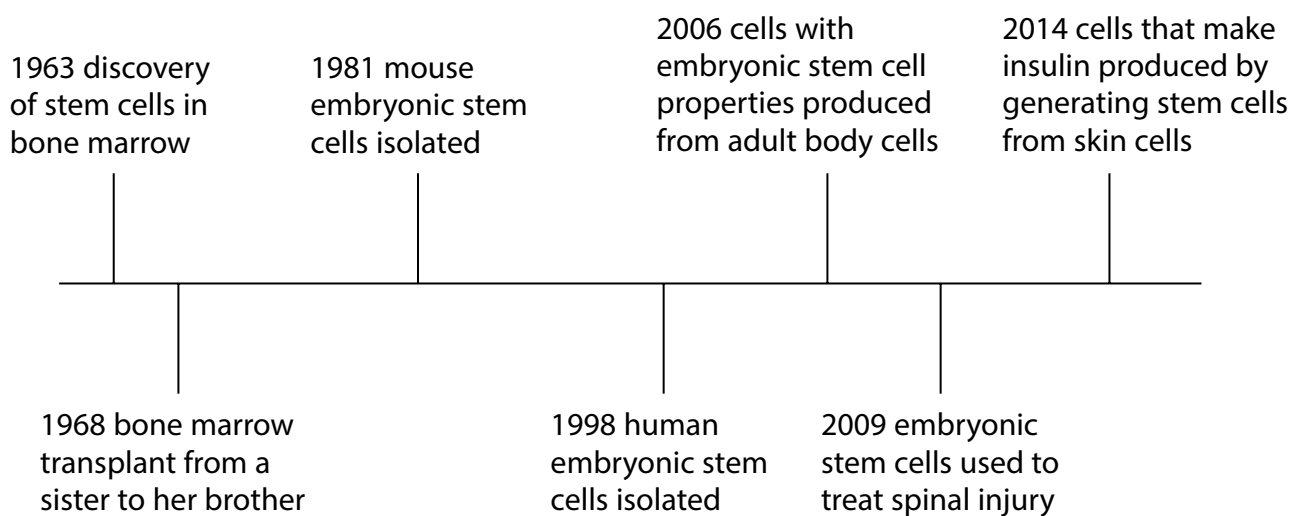 1963 discovery
of stem cells in
bone marrow
1981 mouse
embryonic stem
cells isolated
2006 cells with
embryonic stem cell
properties produced
from adult body cells
2014 cells that make
insulin produced by
generating stem cells
from skin cells
1968 bone marrow
transplant from a
sister to her brother
1998 human
embryonic stem
cells isolated
2009 embryonic
stem cells used to
treat spinal injury